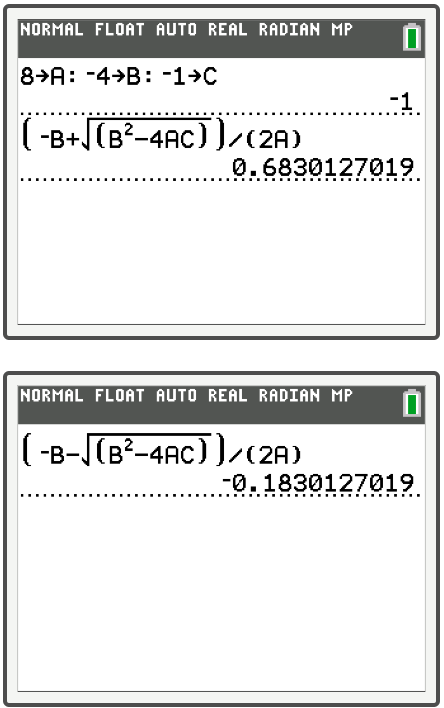 NORMAL FLOAT AUTO REAL RADIAN MP
8→A: ⁻4→B: ⁻1→C
⁻1
(⁻B+√(B²−4AC))/(2A)
0.6830127019
NORMAL FLOAT AUTO REAL RADIAN MP
(⁻B−√(B²−4AC))/(2A)
⁻0.1830127019